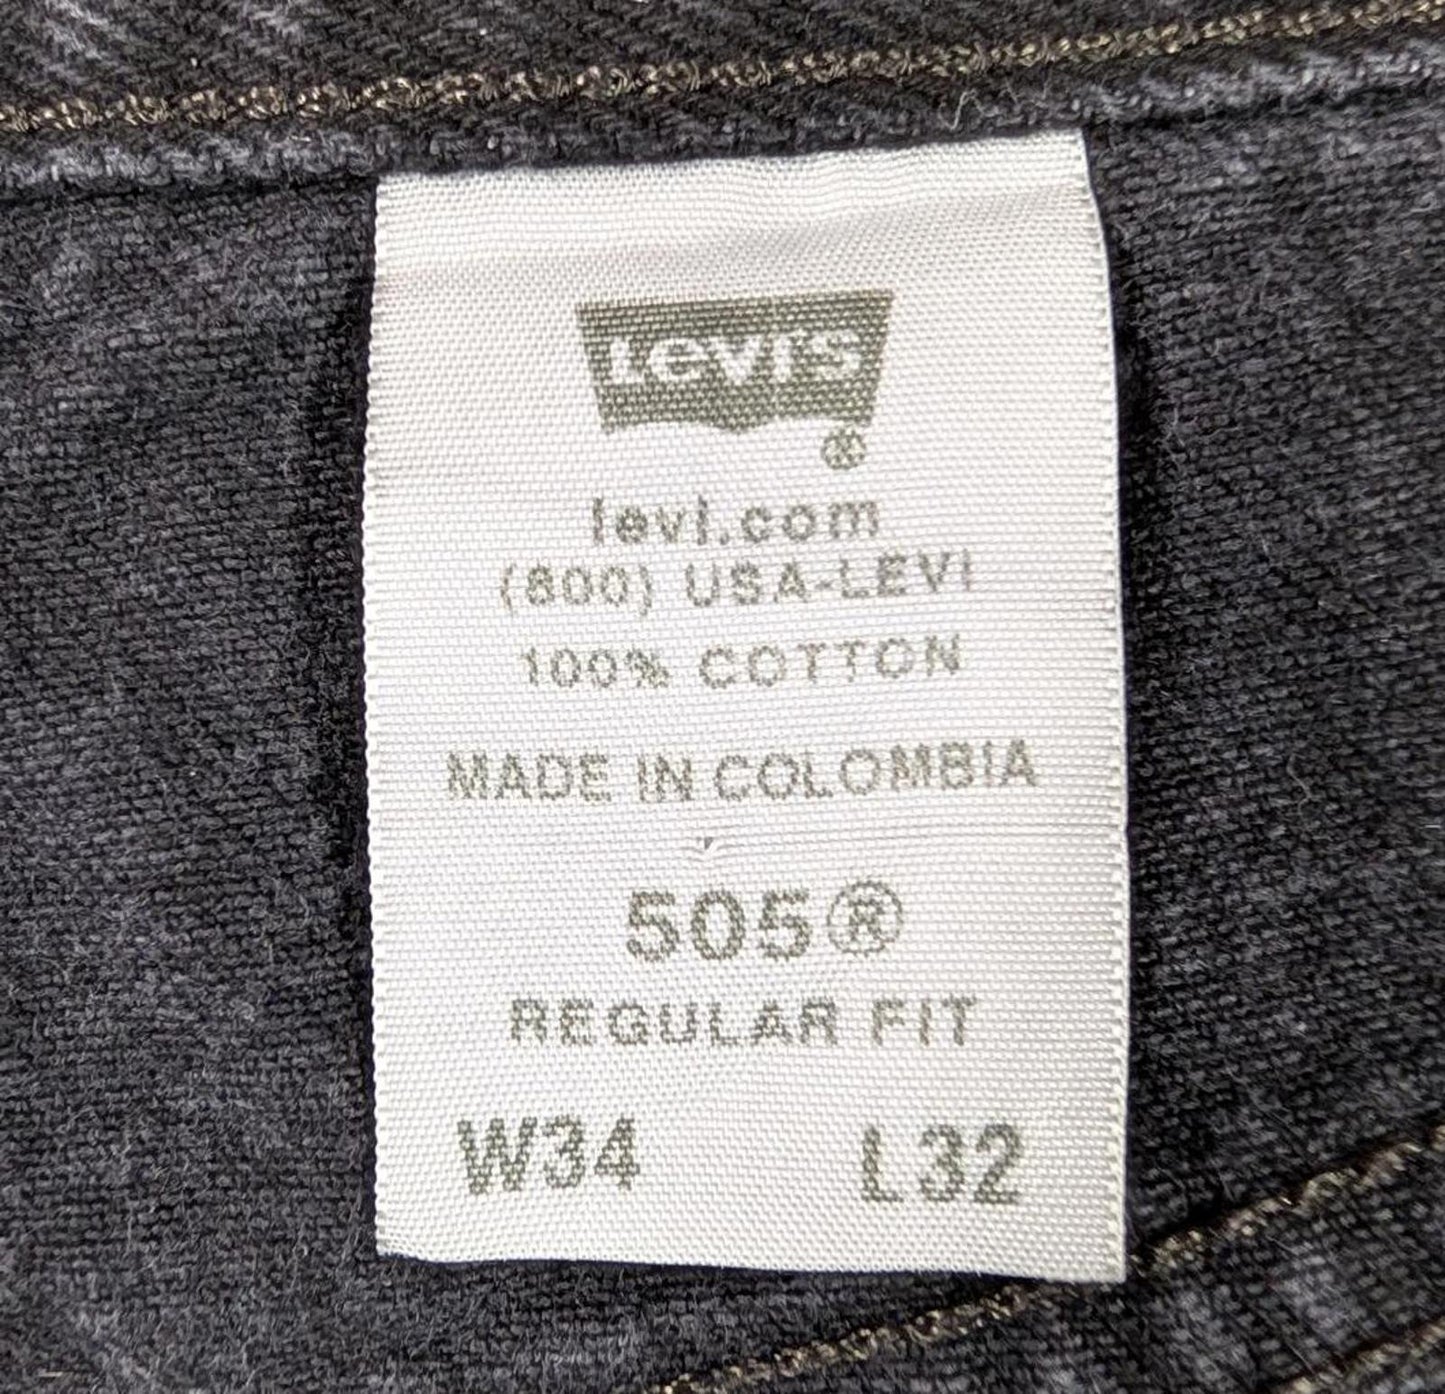 Levi's
®
levi.com
(800) USA-LEVI
100% COTTON
MADE IN COLOMBIA
505®
REGULAR FIT
W34 L32